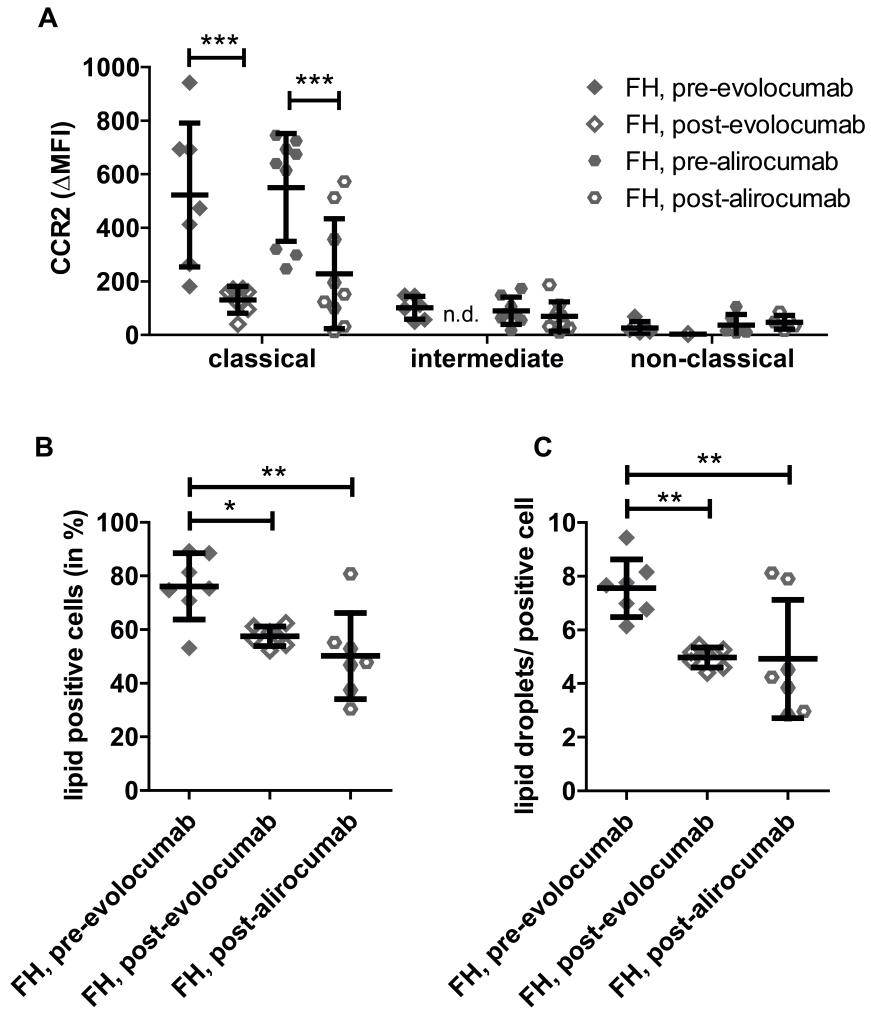 A
***
***
CCR2 (ΔMFI)
1000
800
600
400
200
0
FH, pre-evolocumab
FH, post-evolocumab
FH, pre-alirocumab
FH, post-alirocumab
n.d.
classical
intermediate
non-classical
B
**
*
lipid positive cells (in %)
100
80
60
40
20
0
FH, pre-evolocumab
FH, post-evolocumab
FH, post-alirocumab
C
**
**
lipid droplets/ positive cell
10
8
6
4
2
0
FH, pre-evolocumab
FH, post-evolocumab
FH, post-alirocumab